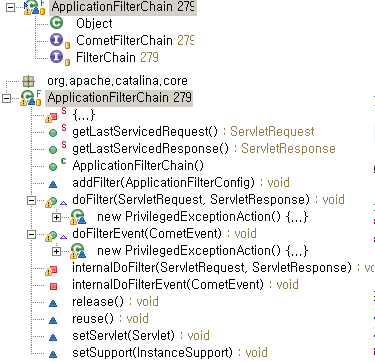 ApplicationFilterChain 279
Object
CometFilterChain 279
FilterChain 279
org.apache.catalina.core
ApplicationFilterChain 279
{...}
getLastServicedRequest() : ServletRequest
getLastServicedResponse() : ServletResponse
ApplicationFilterChain()
addFilter(ApplicationFilterConfig) : void
doFilter(ServletRequest, ServletResponse) : void
new PrivilegedExceptionAction() {...}
doFilterEvent(CometEvent) : void
new PrivilegedExceptionAction() {...}
internalDoFilter(ServletRequest, ServletResponse) : void
internalDoFilterEvent(CometEvent) : void
release() : void
reuse() : void
setServlet(Servlet) : void
setSupport(InstanceSupport) : void